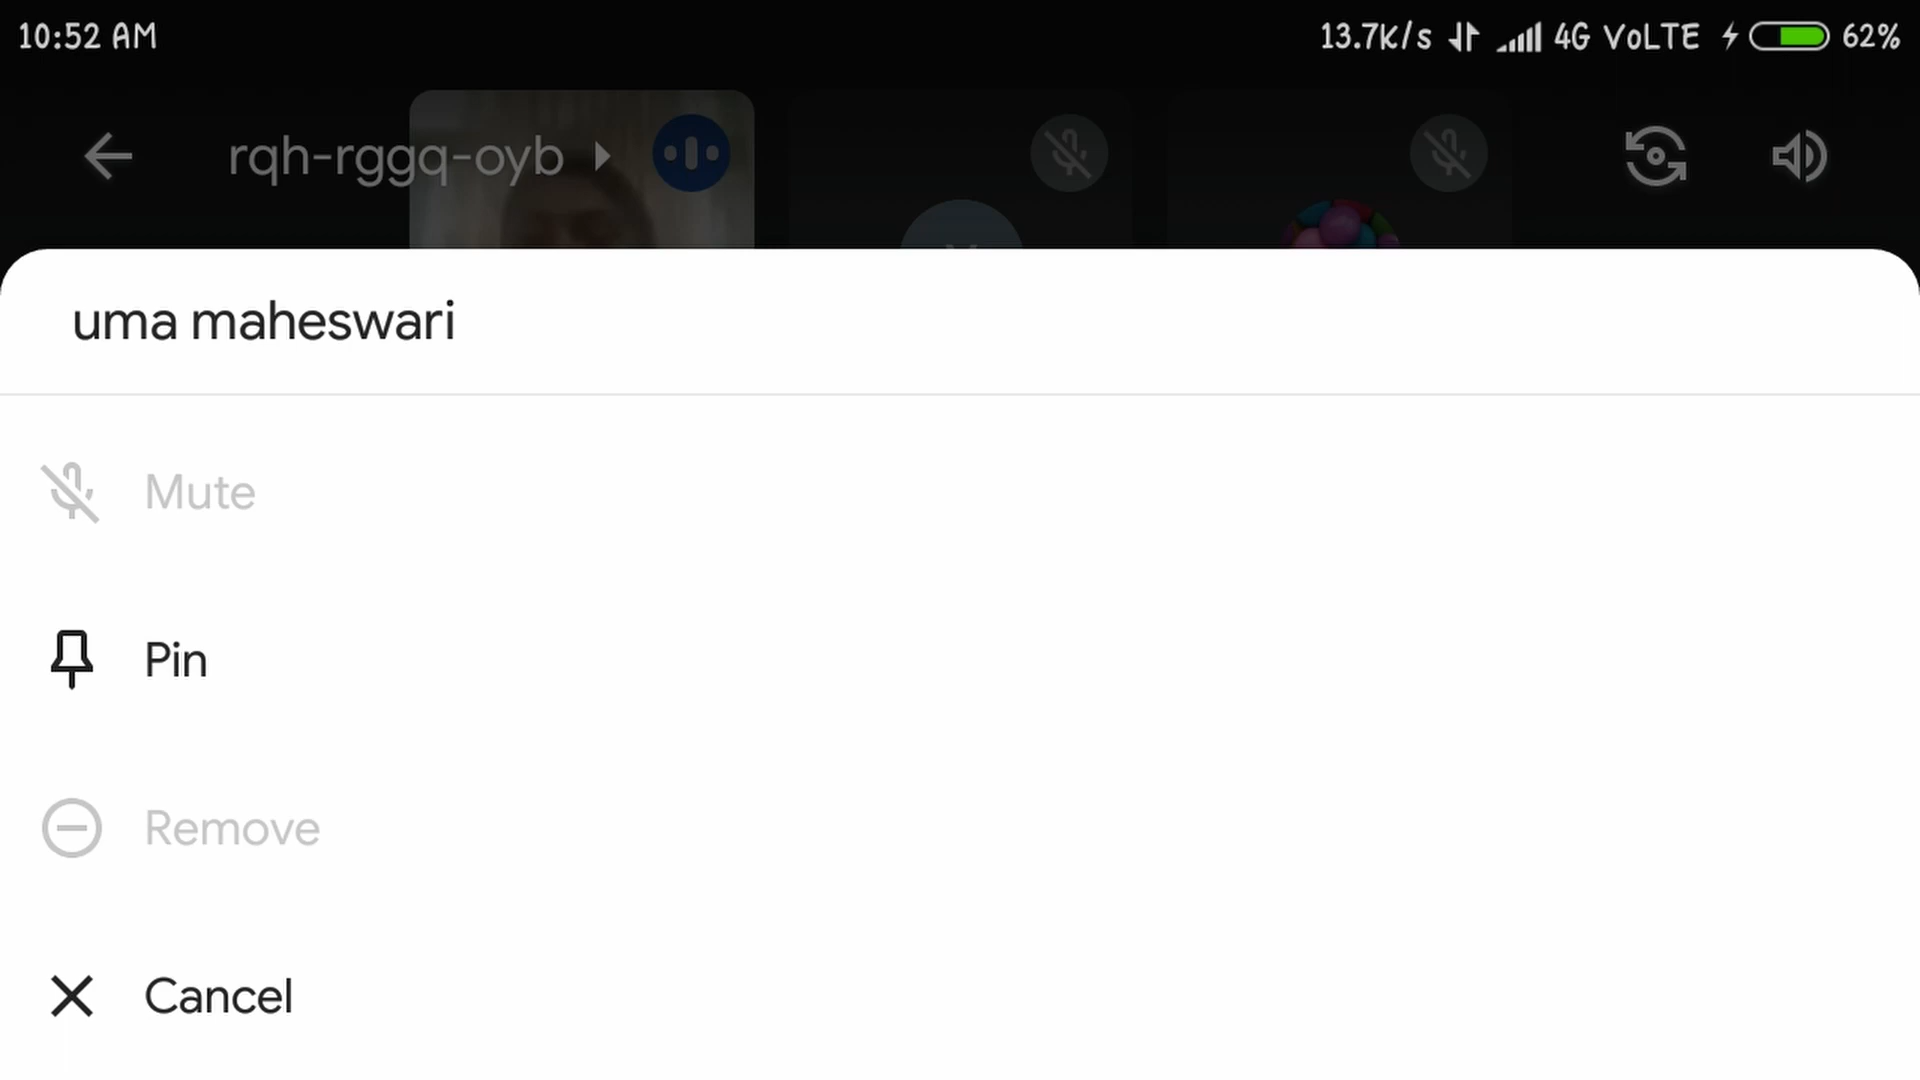 10:52 AM
13.7K/s 4G VoLTE 62%
rqh-rggq-oyb
uma maheswari
Mute
Pin
Remove
Cancel